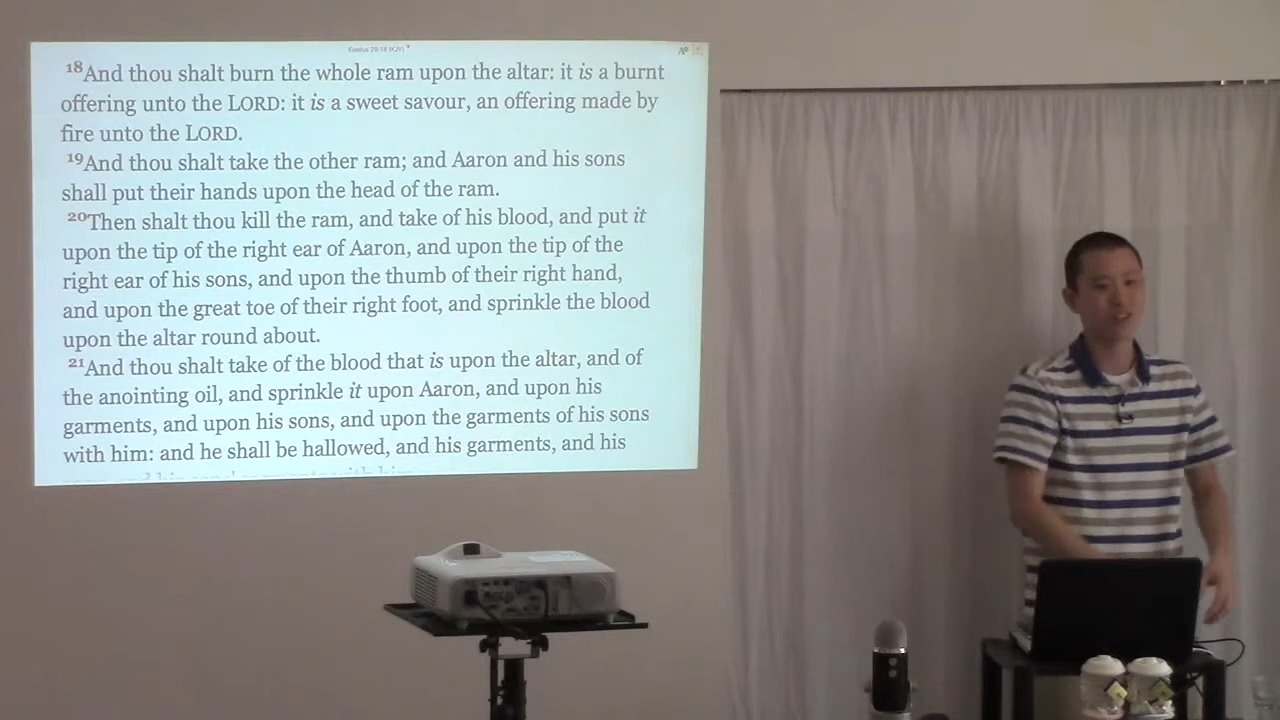 Exodus 29:18 (KJV)
18And thou shalt burn the whole ram upon the altar: it is a burnt
offering unto the LORD: it is a sweet savour, an offering made by
fire unto the LORD.
19And thou shalt take the other ram; and Aaron and his sons
shall put their hands upon the head of the ram.
20Then shalt thou kill the ram, and take of his blood, and put it
upon the tip of the right ear of Aaron, and upon the tip of the
right ear of his sons, and upon the thumb of their right hand,
and upon the great toe of their right foot, and sprinkle the blood
upon the altar round about.
21And thou shalt take of the blood that is upon the altar, and of
the anointing oil, and sprinkle it upon Aaron, and upon his
garments, and upon his sons, and upon the garments of his sons
with him: and he shall be hallowed, and his garments, and his